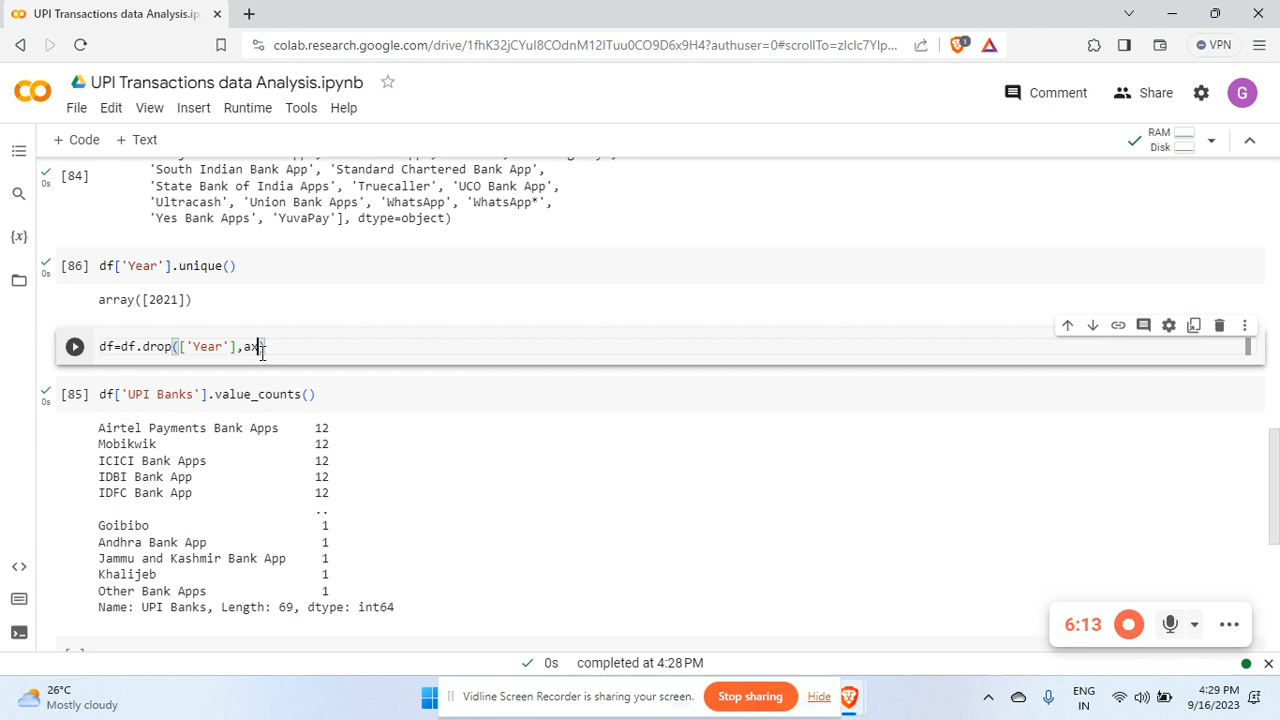 UPI Transactions data Analysis.ip
colab.research.google.com/drive/1fhK32jCYuI8COdnM12ITuu0CO9D6x9H4?authuser=0#scrollTo=zlclc7Ylp...
VPN
UPI Transactions data Analysis.ipynb
Comment
Share
G
File Edit View Insert Runtime Tools Help
+ Code + Text
RAM
Disk
[84]
0s
'South Indian Bank App', 'Standard Chartered Bank App',
'State Bank of India Apps', 'Truecaller', 'UCO Bank App',
'Ultracash', 'Union Bank Apps', 'WhatsApp', 'WhatsApp*',
'Yes Bank Apps', 'YuvaPay'], dtype=object)
[86] df['Year'].unique()
0s
array([2021])
df=df.drop(['Year'],ax)
[85] df['UPI Banks'].value_counts()
0s
Airtel Payments Bank Apps 12
Mobikwik 12
ICICI Bank Apps 12
IDBI Bank App 12
IDFC Bank App 12
..
Goibibo 1
Andhra Bank App 1
Jammu and Kashmir Bank App 1
Khalijeb 1
Other Bank Apps 1
Name: UPI Banks, Length: 69, dtype: int64
6:13
0s completed at 4:28 PM
26°C
Mostly cloudy
Vidline Screen Recorder is sharing your screen.
Stop sharing
Hide
ENG
IN
4:29 PM
9/16/2023